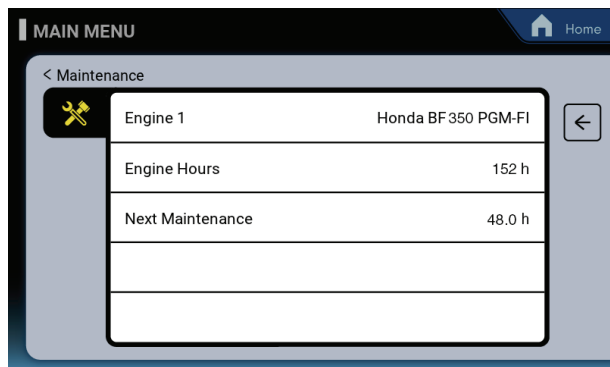 MAIN MENU
Home
< Maintenance
Engine 1 Honda BF350 PGM-FI
Engine Hours 152 h
Next Maintenance 48.0 h